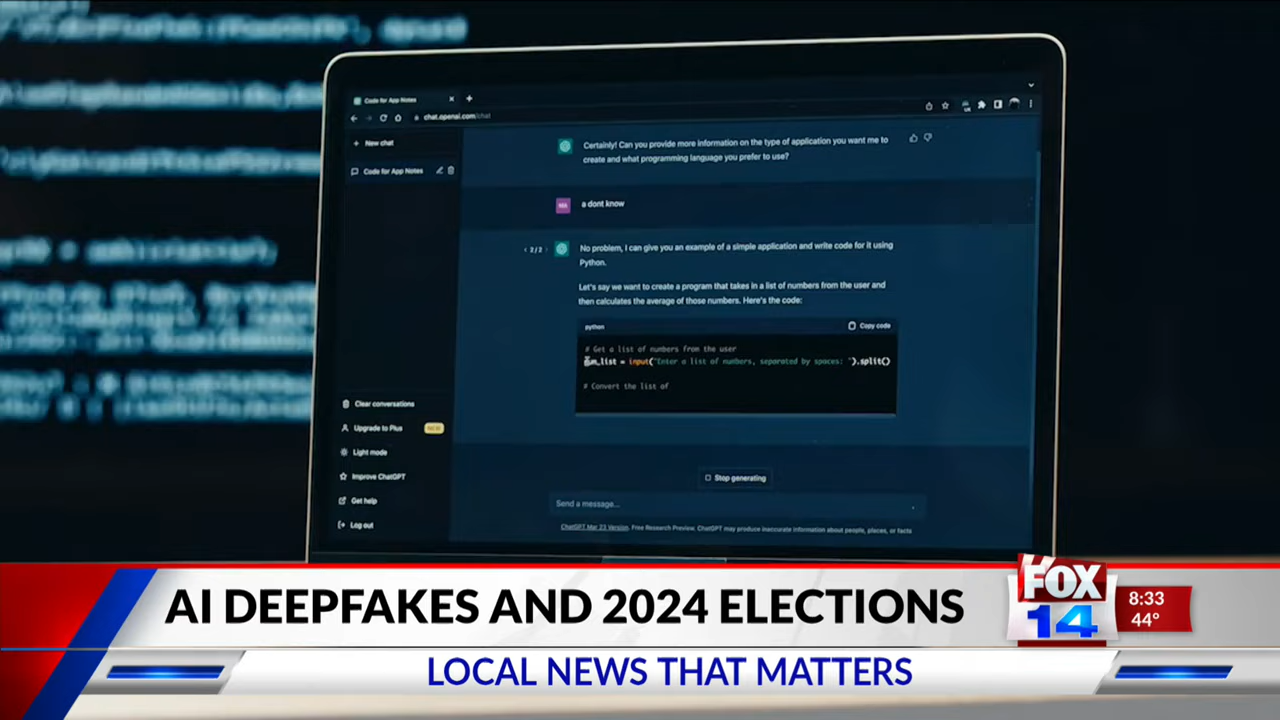 Code for App Notes
chat.openai.com/chat
New chat
Code for App Notes
Certainly! Can you provide more information on the type of application you want me to
create and what programming language you prefer to use?
a dont know
2/2
No problem, I can give you an example of a simple application and write code for it using
Python.
Let's say we want to create a program that takes in a list of numbers from the user and
then calculates the average of those numbers. Here's the code:
python
Copy code
# Get a list of numbers from the user
num_list = input("Enter a list of numbers, separated by spaces: ").split()
# Convert the list of
Clear conversations
Upgrade to Plus
NEW
Light mode
Improve ChatGPT
Get help
Log out
Stop generating
Send a message...
ChatGPT Mar 23 Version. Free Research Preview. ChatGPT may produce inaccurate information about people, places, or facts
AI DEEPFAKES AND 2024 ELECTIONS
FOX
14
8:33
44°
LOCAL NEWS THAT MATTERS